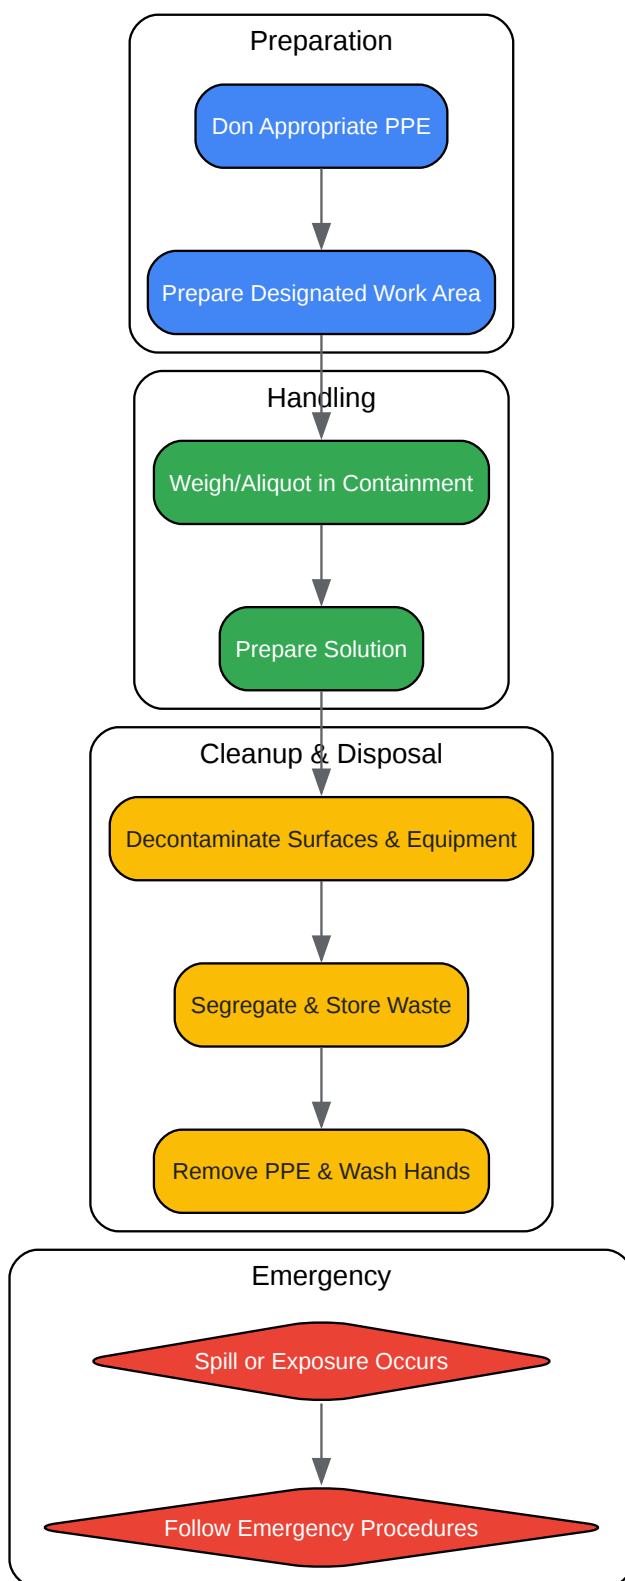 Preparation
Don Appropriate PPE
Prepare Designated Work Area
Handling
Weigh/Aliquot in Containment
Prepare Solution
Cleanup & Disposal
Decontaminate Surfaces & Equipment
Segregate & Store Waste
Remove PPE & Wash Hands
Emergency
Spill or Exposure Occurs
Follow Emergency Procedures